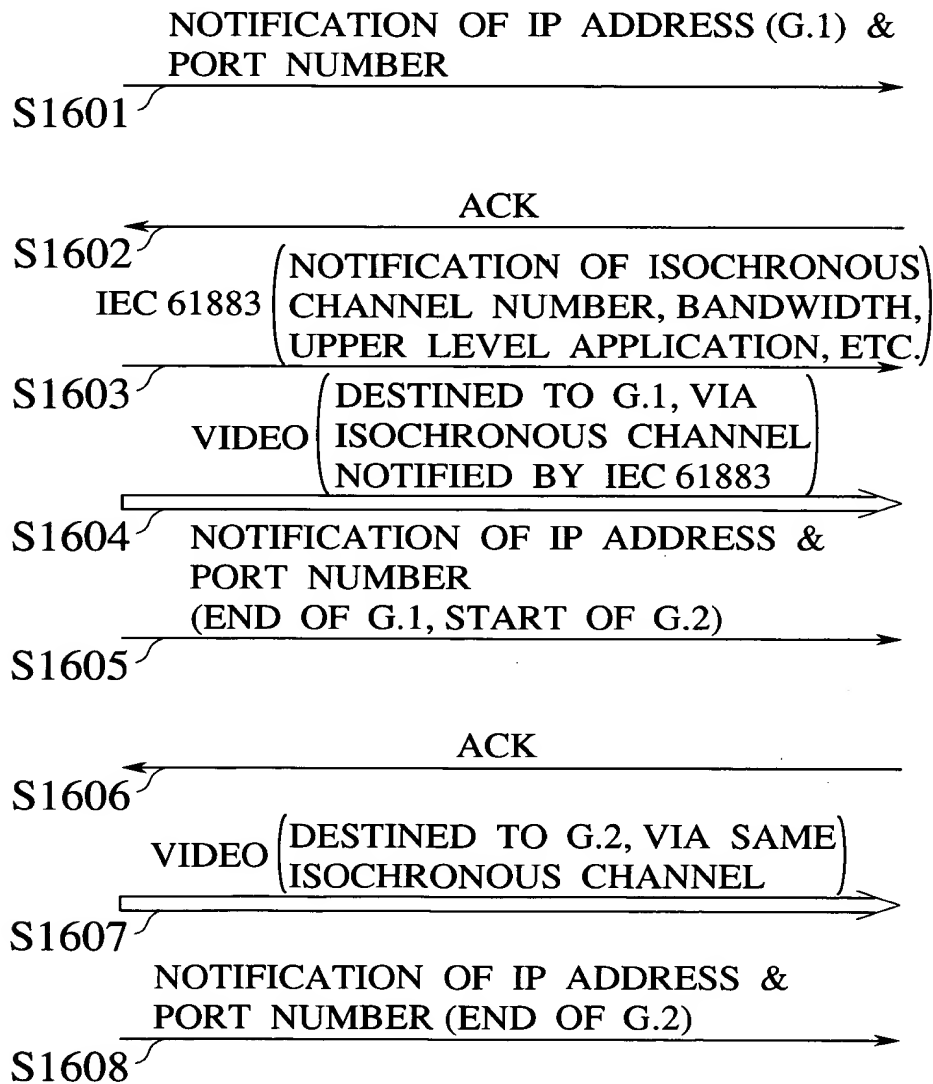 NOTIFICATION OF IP ADDRESS (G.1) &
PORT NUMBER
S1601
ACK
S1602
IEC 61883 (NOTIFICATION OF ISOCHRONOUS
CHANNEL NUMBER, BANDWIDTH,
UPPER LEVEL APPLICATION, ETC.)
S1603
VIDEO (DESTINED TO G.1, VIA
ISOCHRONOUS CHANNEL
NOTIFIED BY IEC 61883)
S1604
NOTIFICATION OF IP ADDRESS &
PORT NUMBER
(END OF G.1, START OF G.2)
S1605
ACK
S1606
VIDEO (DESTINED TO G.2, VIA SAME
ISOCHRONOUS CHANNEL)
S1607
NOTIFICATION OF IP ADDRESS &
PORT NUMBER (END OF G.2)
S1608